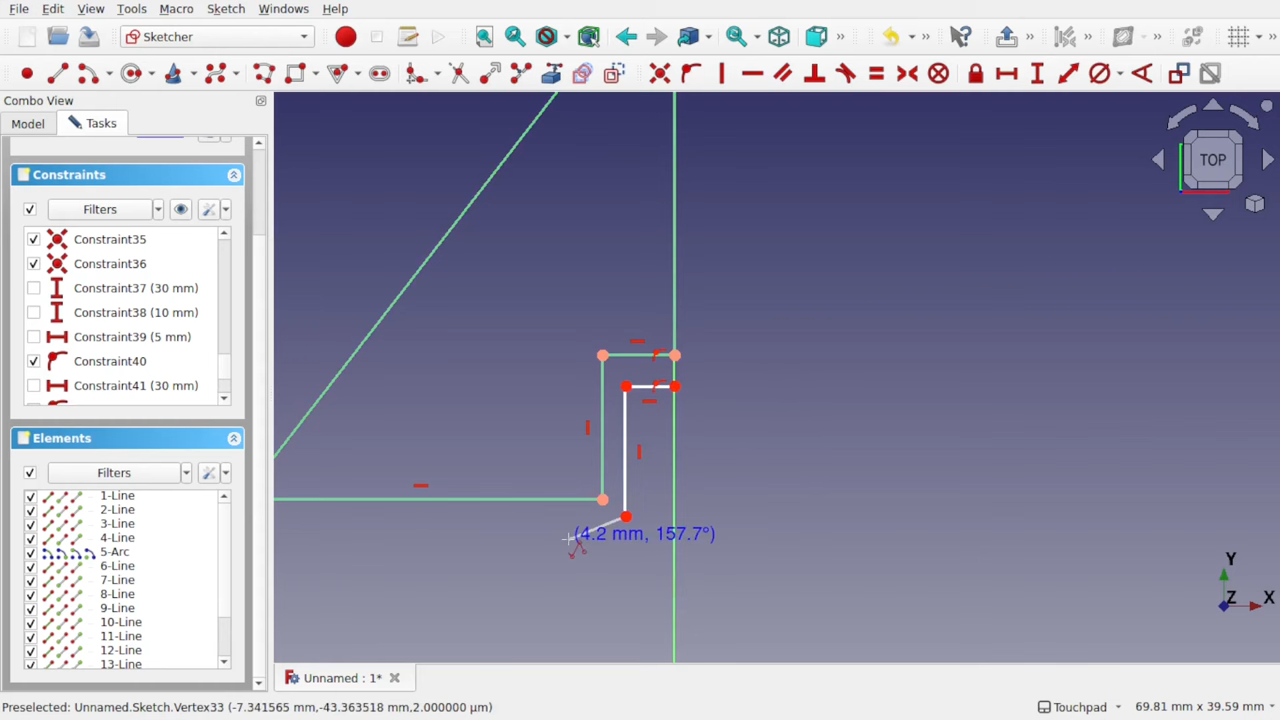 File Edit View Tools Macro Sketch Windows Help
Sketcher
Combo View
Model Tasks
Constraints
Filters
Constraint35
Constraint36
Constraint37 (30 mm)
Constraint38 (10 mm)
Constraint39 (5 mm)
Constraint40
Constraint41 (30 mm)
Elements
Filters
1-Line
2-Line
3-Line
4-Line
5-Arc
6-Line
7-Line
8-Line
9-Line
10-Line
11-Line
12-Line
13-Line
TOP
(4.2 mm, 157.7°)
Y
Z X
Unnamed : 1*
Preselected: Unnamed.Sketch.Vertex33 (-7.341565 mm,-43.363518 mm,2.000000 µm) Touchpad 69.81 mm x 39.59 mm